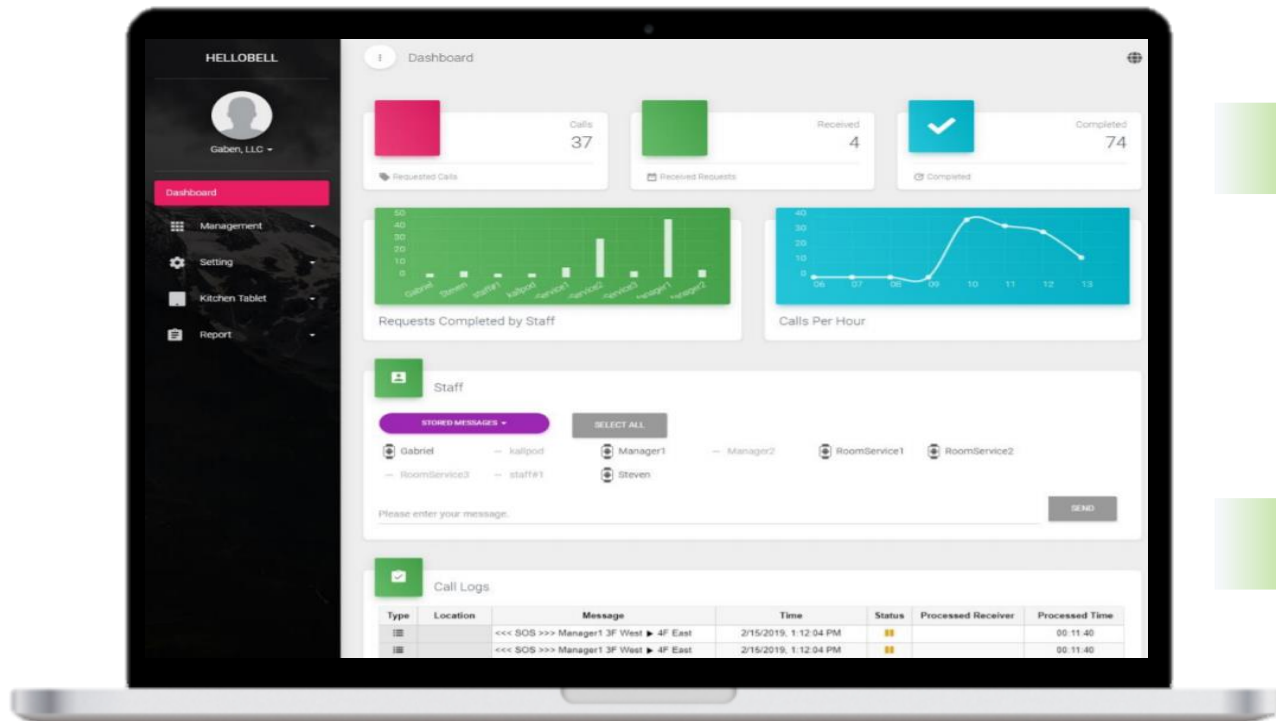 HELLOBELL
Gaben, LLC
Dashboard
Management
Setting
Kitchen Tablet
Report
Dashboard
Calls
37
Requested Calls
Received
4
Received Requests
Completed
74
Completed
50
40
30
20
10
0
Gabriel Steven staff#1 kallpod
Requests Completed by Staff
40
30
20
10
0
06 07 08 09 10 11 12 13
Calls Per Hour
Staff
STORED MESSAGES SELECT ALL
Gabriel kallpod Manager1 Manager2 RoomService1 RoomService2
RoomService3 staff#1 Steven
Please enter your message.
SEND
Call Logs
Type Location Message Time Status Processed Receiver Processed Time
<<< SOS >>> Manager1 3F West ▶ 4F East 2/15/2019, 1:12:04 PM 00:11:40
<<< SOS >>> Manager1 3F West ▶ 4F East 2/15/2019, 1:12:04 PM 00:11:40